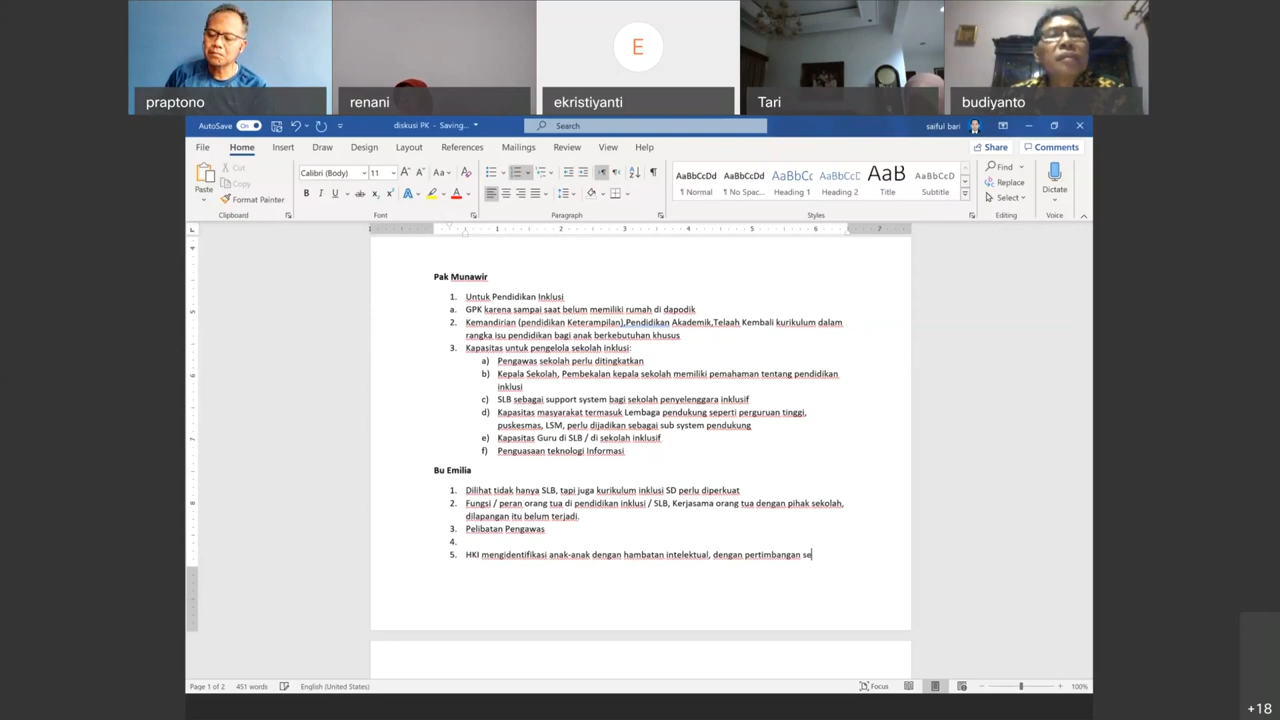 praptono
renani
E
ekristiyanti
Tari
budiyanto
AutoSave On
diskusi PK - Saving...
Search
saiful bari
File Home Insert Draw Design Layout References Mailings Review View Help
Share Comments
Paste
Cut
Copy
Format Painter
Clipboard
Calibri (Body) 11
Font
Paragraph
AaBbCcDd AaBbCcDd AaBbCc AaBbCcD AaB AaBbCcD
¶ Normal ¶ No Spac... Heading 1 Heading 2 Title Subtitle
Styles
Find
Replace
Select
Editing
Dictate
Voice
Pak Munawir
1. Untuk Pendidikan Inklusi
a. GPK karena sampai saat belum memiliki rumah di dapodik
2. Kemandirian (pendidikan Keterampilan),Pendidikan Akademik,Telaah Kembali kurikulum dalam
rangka isu pendidikan bagi anak berkebutuhan khusus
3. Kapasitas untuk pengelola sekolah inklusi:
a) Pengawas sekolah perlu ditingkatkan
b) Kepala Sekolah, Pembekalan kepala sekolah memiliki pemahaman tentang pendidikan
inklusi
c) SLB sebagai support system bagi sekolah penyelenggara inklusif
d) Kapasitas masyarakat termasuk Lembaga pendukung seperti perguruan tinggi,
puskesmas, LSM, perlu dijadikan sebagai sub system pendukung
e) Kapasitas Guru di SLB / di sekolah inklusif
f) Penguasaan teknologi Informasi
Bu Emilia
1. Dilihat tidak hanya SLB, tapi juga kurikulum inklusi SD perlu diperkuat
2. Fungsi / peran orang tua di pendidikan inklusi / SLB, Kerjasama orang tua dengan pihak sekolah,
dilapangan itu belum terjadi.
3. Pelibatan Pengawas
4.
5. HKI mengidentifikasi anak-anak dengan hambatan intelektual, dengan pertimbangan se
Page 1 of 2 451 words English (United States) Focus 100%
+18